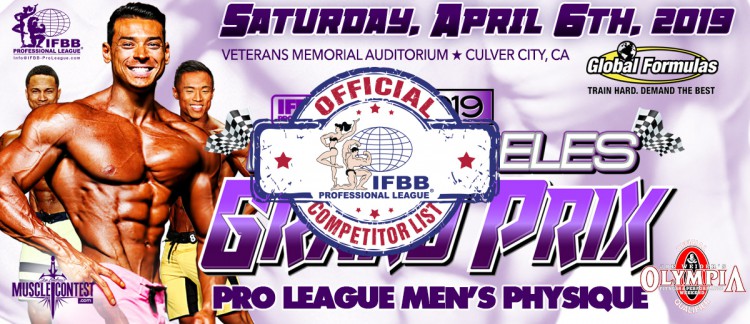 SATURDAY, APRIL 6TH, 2019
VETERANS MEMORIAL AUDITORIUM ★ CULVER CITY, CA
IFBB
PROFESSIONAL LEAGUE®
Info@IFBB-ProLeague.com
Global Formulas
TRAIN HARD. DEMAND THE BEST
OFFICIAL
IFBB®
PROFESSIONAL LEAGUE
COMPETITOR LIST
IF
19
ELES
GRAND PRIX
PRO LEAGUE MEN'S PHYSIQUE
MUSCLECONTEST
.com
OLYMPIA